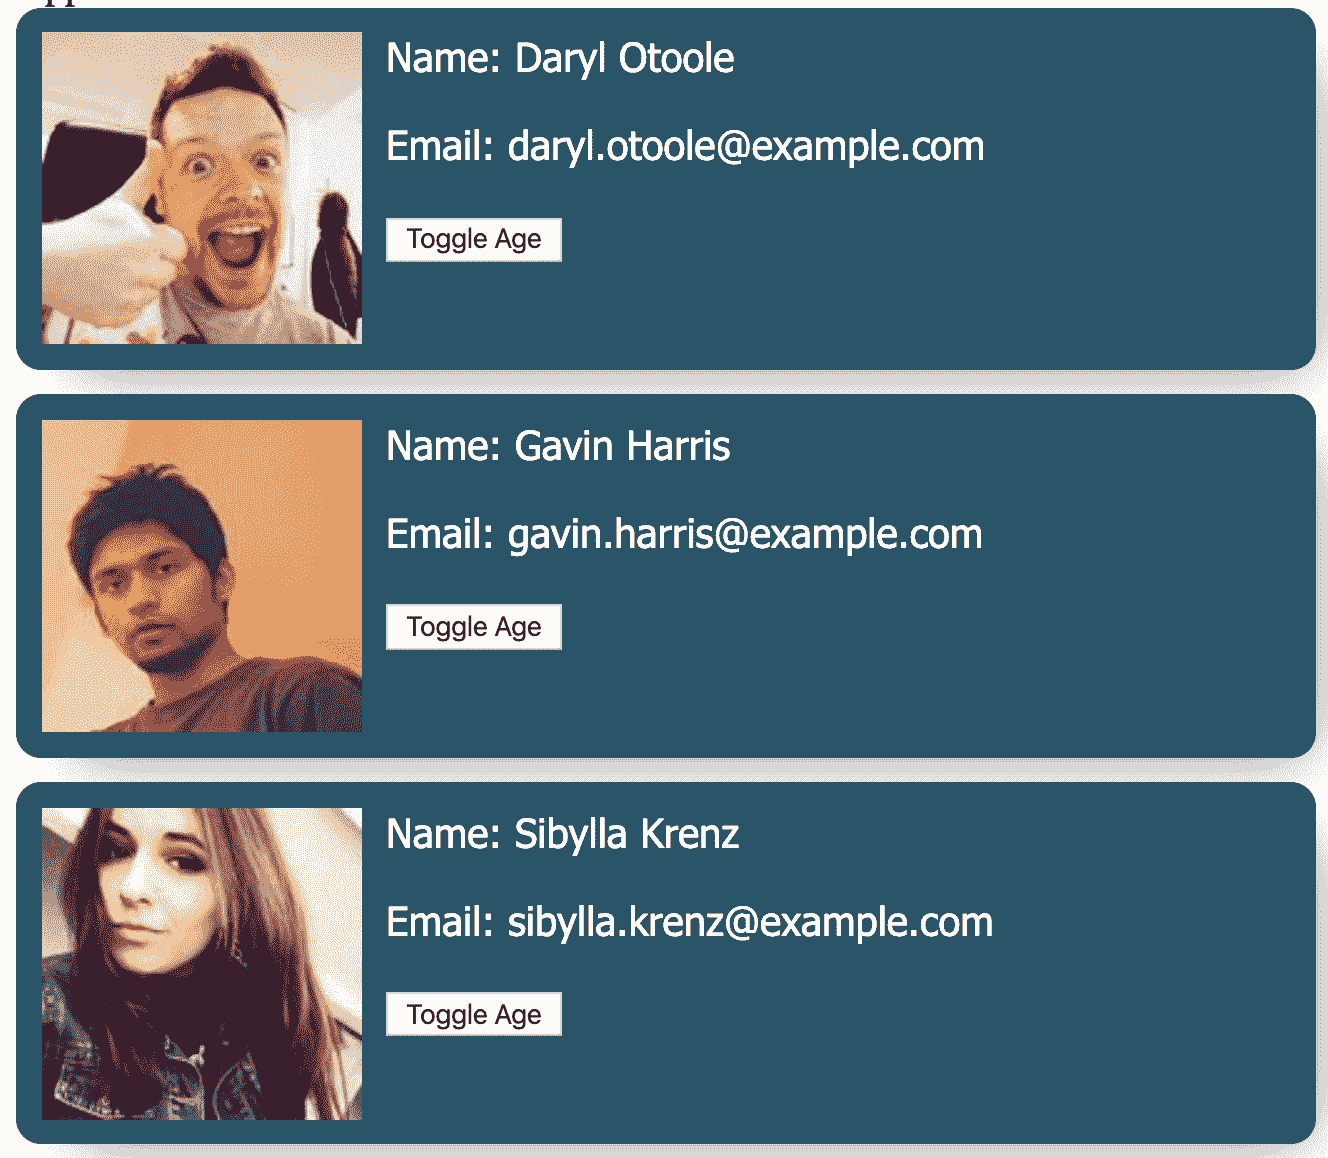 Name: Daryl Otoole
Email: daryl.otoole@example.com
Toggle Age
Name: Gavin Harris
Email: gavin.harris@example.com
Toggle Age
Name: Sibylla Krenz
Email: sibylla.krenz@example.com
Toggle Age